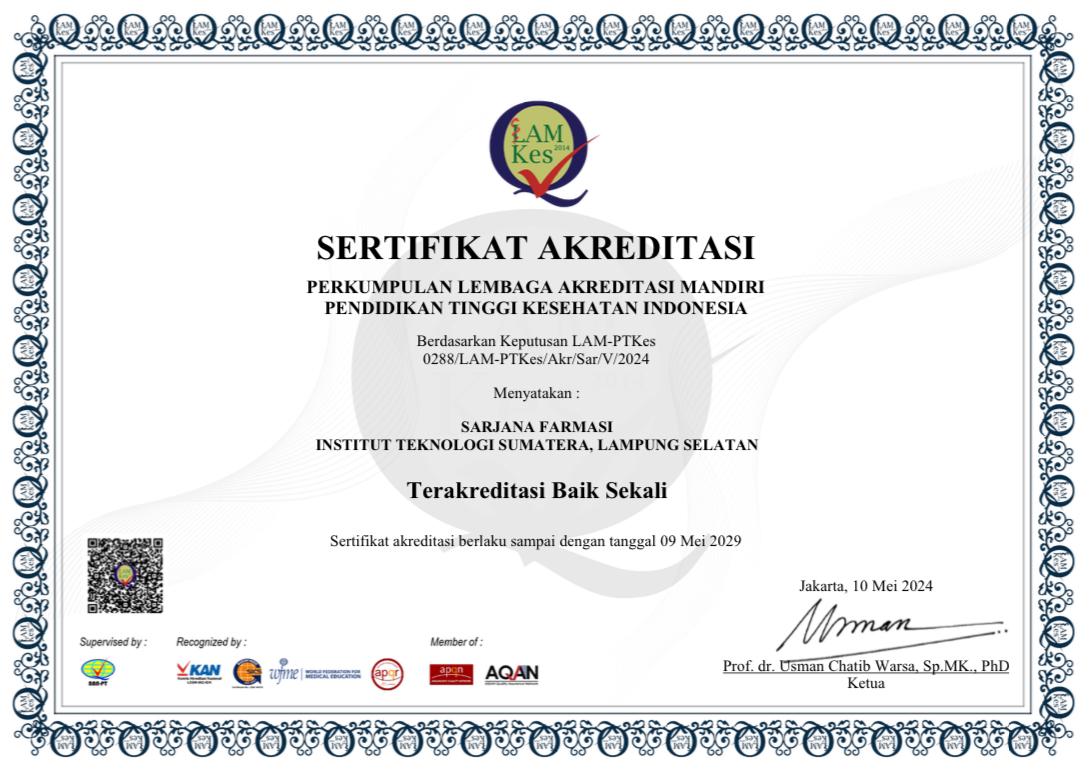 LAM
Kes 2014
SERTIFIKAT AKREDITASI
PERKUMPULAN LEMBAGA AKREDITASI MANDIRI
PENDIDIKAN TINGGI KESEHATAN INDONESIA
Berdasarkan Keputusan LAM-PTKes
0288/LAM-PTKes/Akr/Sar/V/2024
Menyatakan :
SARJANA FARMASI
INSTITUT TEKNOLOGI SUMATERA, LAMPUNG SELATAN
Terakreditasi Baik Sekali
Sertifikat akreditasi berlaku sampai dengan tanggal 09 Mei 2029
Jakarta, 10 Mei 2024
Usman
Prof. dr. Usman Chatib Warsa, Sp.MK., PhD
Ketua
Supervised by :
Recognized by :
Member of :
KAN
wfme WORLD FEDERATION FOR
MEDICAL EDUCATION
apqr
apqn
AQAN